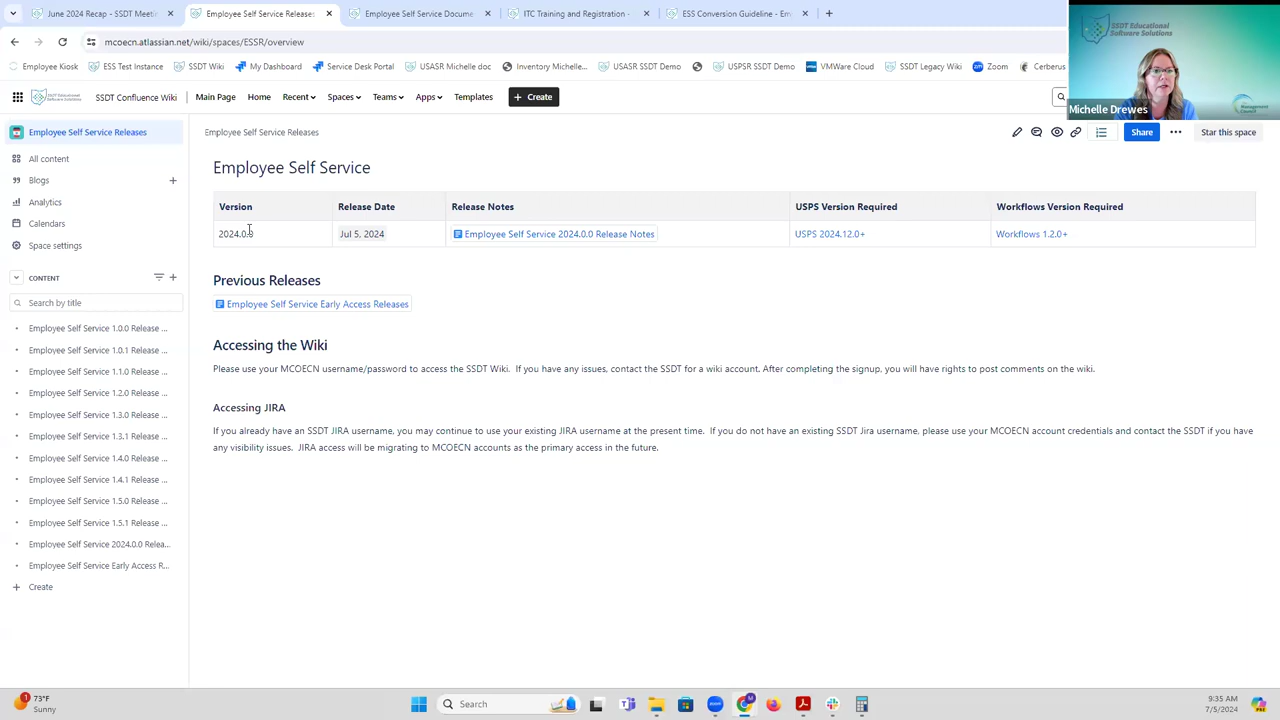 June 2024 Recap - SSDT Meetin
Employee Self Service Releases
Employee Self Service Docume
ITC Training and Registration -
ESS Conversion Guideline - Em
mcoecn.atlassian.net/wiki/spaces/ESSR/overview
Employee Kiosk
ESS Test Instance
SSDT Wiki
My Dashboard
Service Desk Portal
USASR Michelle doc
Inventory Michelle...
USASR SSDT Demo
USPSR SSDT Demo
VMWare Cloud
SSDT Legacy Wiki
Zoom
Cerberus
SSDT Educational
Software Solutions
Management
Council
Michelle Drewes
SSDT Confluence Wiki
Main Page
Home
Recent
Spaces
Teams
Apps
Templates
+ Create
Employee Self Service Releases
All content
Blogs
Analytics
Calendars
Space settings
CONTENT
Search by title
Employee Self Service 1.0.0 Release ...
Employee Self Service 1.0.1 Release ...
Employee Self Service 1.1.0 Release ...
Employee Self Service 1.2.0 Release ...
Employee Self Service 1.3.0 Release ...
Employee Self Service 1.3.1 Release ...
Employee Self Service 1.4.0 Release ...
Employee Self Service 1.4.1 Release ...
Employee Self Service 1.5.0 Release ...
Employee Self Service 1.5.1 Release ...
Employee Self Service 2024.0.0 Relea...
Employee Self Service Early Access R...
+ Create
Employee Self Service Releases
Share
Star this space
Employee Self Service
Version Release Date Release Notes USPS Version Required Workflows Version Required
2024.0.0 Jul 5, 2024 Employee Self Service 2024.0.0 Release Notes USPS 2024.12.0+ Workflows 1.2.0+
Previous Releases
Employee Self Service Early Access Releases
Accessing the Wiki
Please use your MCOECN username/password to access the SSDT Wiki. If you have any issues, contact the SSDT for a wiki account. After completing the signup, you will have rights to post comments on the wiki.
Accessing JIRA
If you already have an SSDT JIRA username, you may continue to use your existing JIRA username at the present time. If you do not have an existing SSDT Jira username, please use your MCOECN account credentials and contact the SSDT if you have
any visibility issues. JIRA access will be migrating to MCOECN accounts as the primary access in the future.
1
73°F
Sunny
Search
9:35 AM
7/5/2024